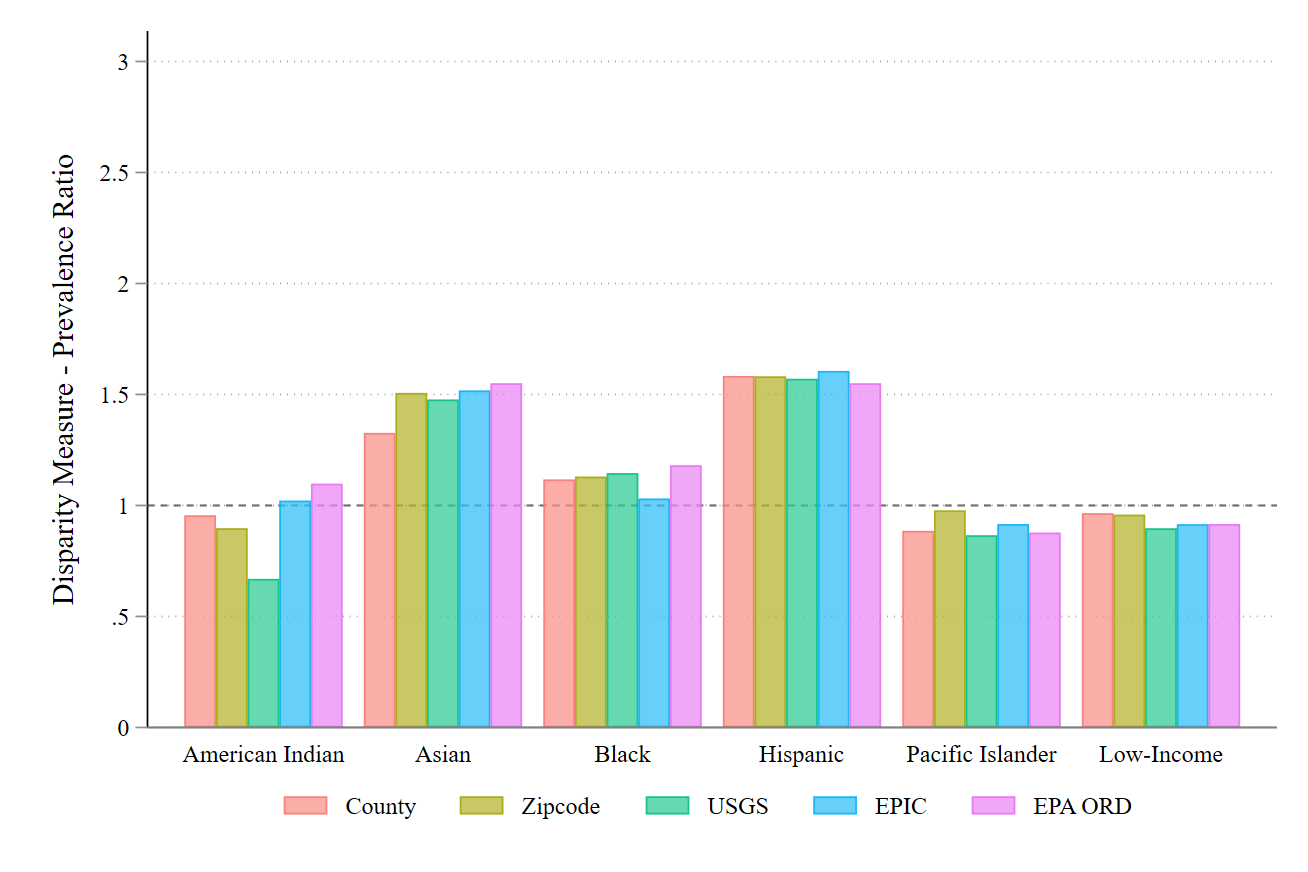 Disparity Measure - Prevalence Ratio
3
2.5
2
1.5
1
.5
0
American Indian Asian Black Hispanic Pacific Islander Low-Income
County Zipcode USGS EPIC EPA ORD